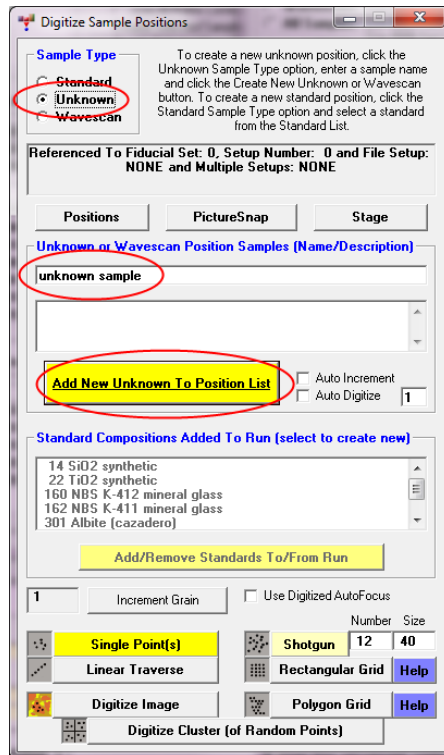 Digitize Sample Positions
Sample Type
Standard
Unknown
Wavescan
To create a new unknown position, click the
Unknown Sample Type option, enter a sample name
and click the Create New Unknown or Wavescan
button. To create a new standard position, click the
Standard Sample Type option and select a standard
from the Standard List.
Referenced To Fiducial Set: 0, Setup Number: 0 and File Setup:
NONE and Multiple Setups: NONE
Positions PictureSnap Stage
Unknown or Wavescan Position Samples (Name/Description)
unknown sample
Add New Unknown To Position List
Auto Increment
Auto Digitize 1
Standard Compositions Added To Run (select to create new)
14 SiO2 synthetic
22 TiO2 synthetic
160 NBS K-412 mineral glass
162 NBS K-411 mineral glass
301 Albite (cazadero)
Add/Remove Standards To/From Run
1 Increment Grain Use Digitized AutoFocus
Number Size
Single Point(s) Shotgun 12 40
Linear Traverse Rectangular Grid Help
Digitize Image Polygon Grid Help
Digitize Cluster (of Random Points)